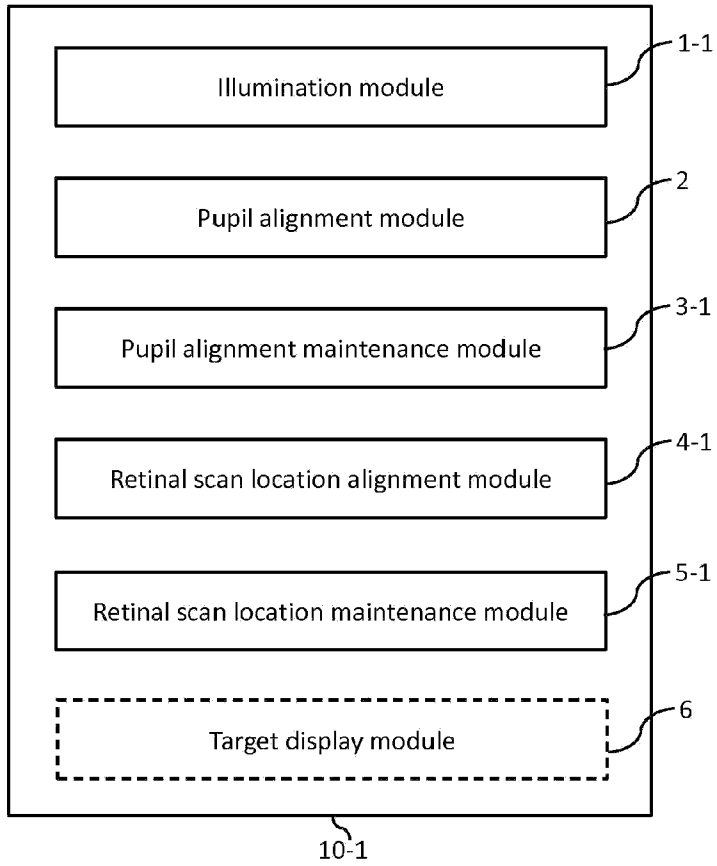 Illumination module
1-1
Pupil alignment module
2
Pupil alignment maintenance module
3-1
Retinal scan location alignment module
4-1
Retinal scan location maintenance module
5-1
Target display module
6
10-1